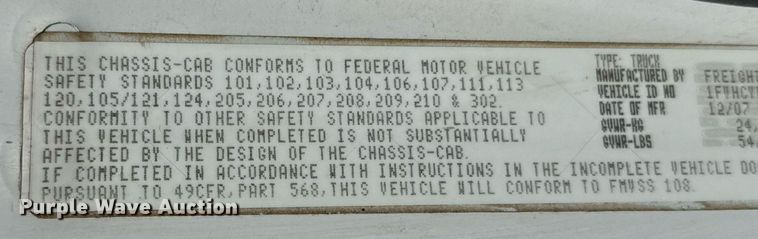 THIS CHASSIS-CAB CONFORMS TO FEDERAL MOTOR VEHICLE
SAFETY STANDARDS 101,102,103,104,106,107,111,113
120,105/121,124,205,206,207,208,209,210 & 302.
CONFORMITY TO OTHER SAFETY STANDARDS APPLICABLE TO
THIS VEHICLE WHEN COMPLETED IS NOT SUBSTANTIALLY
AFFECTED BY THE DESIGN OF THE CHASSIS-CAB.
IF COMPLETED IN ACCORDANCE WITH INSTRUCTIONS IN THE INCOMPLETE VEHICLE DO
PURSUANT TO 49CFR,PART 568,THIS VEHICLE WILL CONFORM TO FMVSS 108.
TYPE: TRUCK
MANUFACTURED BY FREIGHT
VEHICLE ID NO 1FVHCY
DATE OF MFR 12/07
GVWR-KG 24,
GVWR-LBS 54,
Purple Wave Auction